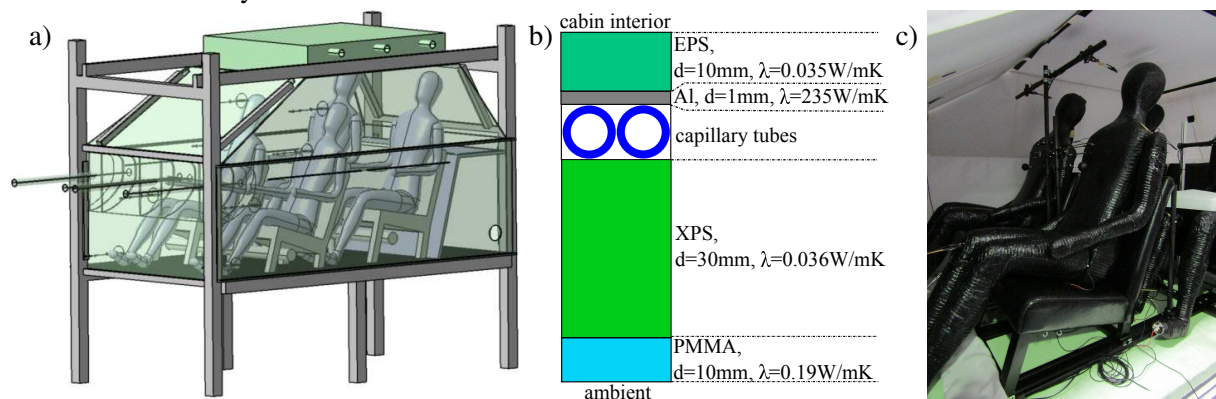 a)
b)
c)
cabin interior
EPS,
d=10mm, λ=0.035W/mK
Al, d=1mm, λ=235W/mK
capillary tubes
XPS,
d=30mm, λ=0.036W/mK
PMMA,
d=10mm, λ=0.19W/mK
ambient